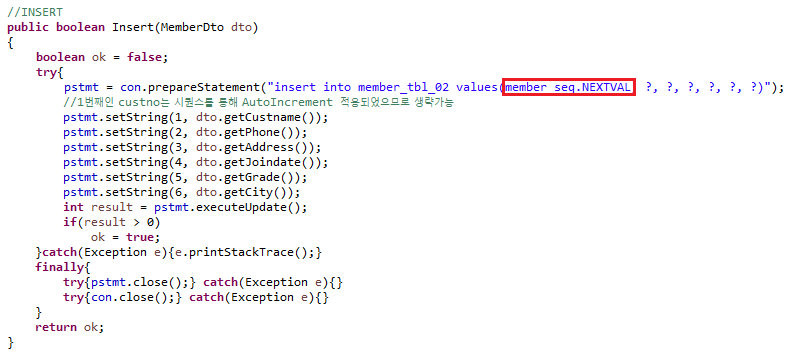 //INSERT
public boolean Insert(MemberDto dto)
{
    boolean ok = false;
    try{
        pstmt = con.prepareStatement("insert into member_tbl_02 values(member_seq.NEXTVAL, ?, ?, ?, ?, ?, ?)");
        //1번째인 custno는 시퀀스를 통해 AutoIncrement 적용되었으므로 생략가능
        pstmt.setString(1, dto.getCustname());
        pstmt.setString(2, dto.getPhone());
        pstmt.setString(3, dto.getAddress());
        pstmt.setString(4, dto.getJoindate());
        pstmt.setString(5, dto.getGrade());
        pstmt.setString(6, dto.getCity());
        int result = pstmt.executeUpdate();
        if(result > 0)
            ok = true;
    }catch(Exception e){e.printStackTrace();}
    finally{
        try{pstmt.close();} catch(Exception e){}
        try{con.close();} catch(Exception e){}
    }
    return ok;
}